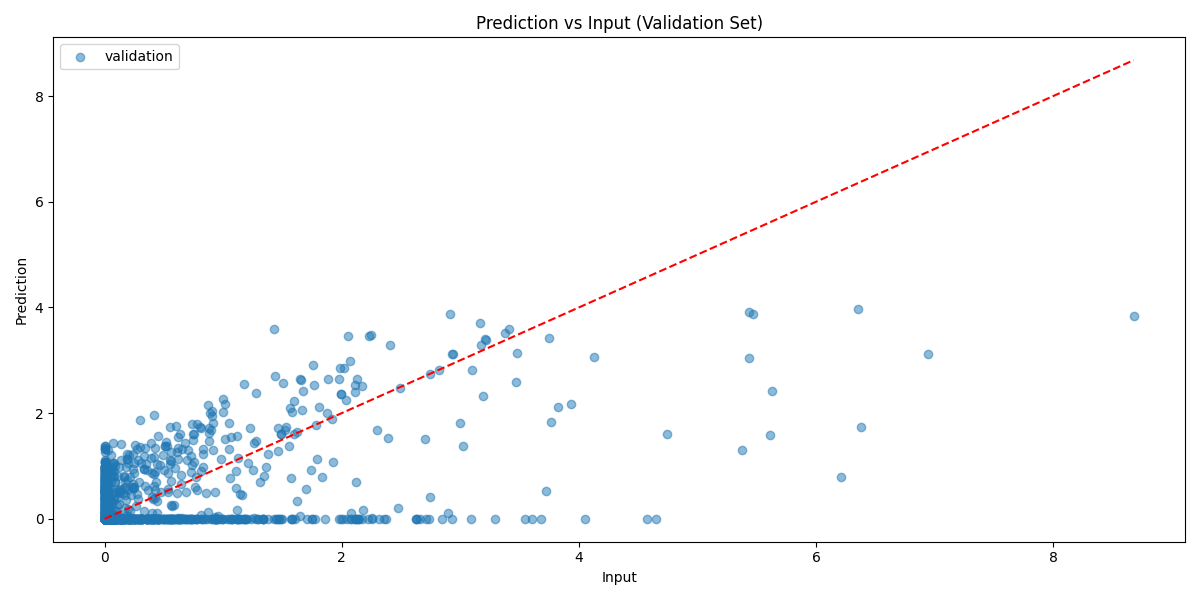 Prediction vs Input (Validation Set)
validation
Prediction
8
6
4
2
0
0 2 4 6 8
Input